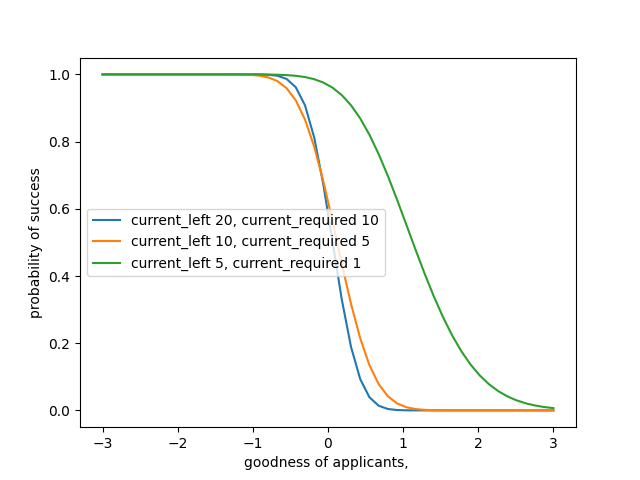 1.0
0.8
0.6
0.4
0.2
0.0
probability of success
current_left 20, current_required 10
current_left 10, current_required 5
current_left 5, current_required 1
−3 −2 −1 0 1 2 3
goodness of applicants,